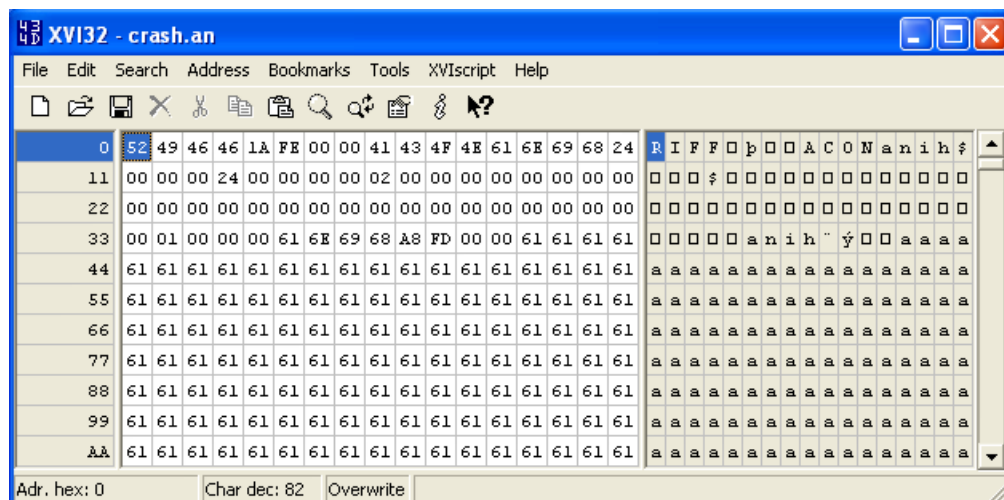 XVI32 - crash.an
File Edit Search Address Bookmarks Tools XVIscript Help
0 52 49 46 46 1A FE 00 00 41 43 4F 4E 61 6E 69 68 24 R I F F □ þ □ □ A C O N a n i h $
11 00 00 00 24 00 00 00 00 02 00 00 00 00 00 00 00 00 □ □ □ $ □ □ □ □ □ □ □ □ □ □ □ □ □
22 00 00 00 00 00 00 00 00 00 00 00 00 00 00 00 00 00 □ □ □ □ □ □ □ □ □ □ □ □ □ □ □ □ □
33 00 01 00 00 00 61 6E 69 68 A8 FD 00 00 61 61 61 61 □ □ □ □ □ a n i h ¨ ý □ □ a a a a
44 61 61 61 61 61 61 61 61 61 61 61 61 61 61 61 61 61 a a a a a a a a a a a a a a a a a
55 61 61 61 61 61 61 61 61 61 61 61 61 61 61 61 61 61 a a a a a a a a a a a a a a a a a
66 61 61 61 61 61 61 61 61 61 61 61 61 61 61 61 61 61 a a a a a a a a a a a a a a a a a
77 61 61 61 61 61 61 61 61 61 61 61 61 61 61 61 61 61 a a a a a a a a a a a a a a a a a
88 61 61 61 61 61 61 61 61 61 61 61 61 61 61 61 61 61 a a a a a a a a a a a a a a a a a
99 61 61 61 61 61 61 61 61 61 61 61 61 61 61 61 61 61 a a a a a a a a a a a a a a a a a
AA 61 61 61 61 61 61 61 61 61 61 61 61 61 61 61 61 61 a a a a a a a a a a a a a a a a a
Adr. hex: 0 Char dec: 82 Overwrite